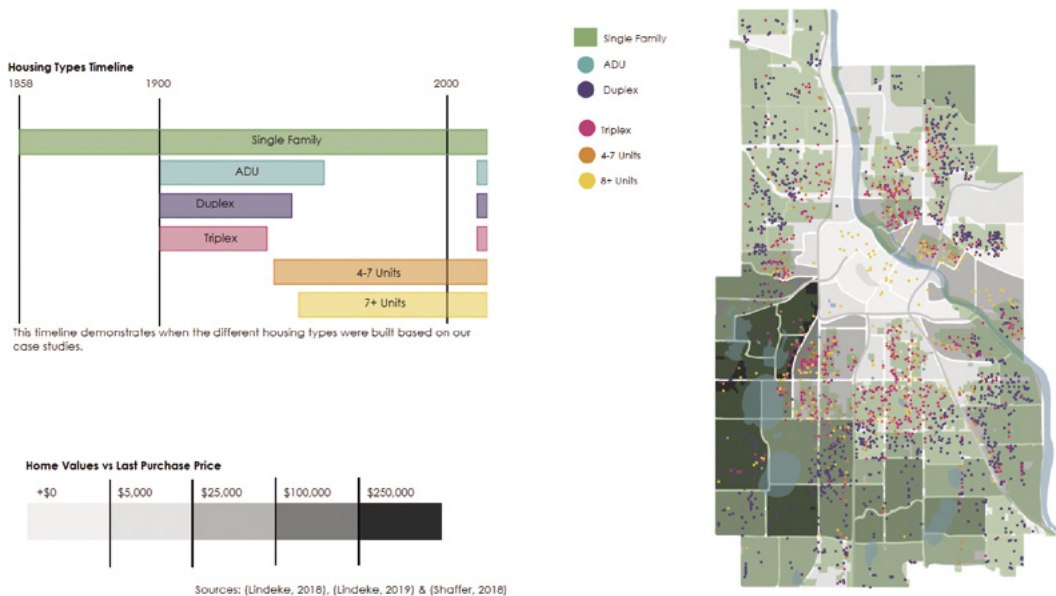 Housing Types Timeline
1858 1900 2000
Single Family
ADU
Duplex
Triplex
4-7 Units
7+ Units
This timeline demonstrates when the different housing types were built based on our
case studies.
Home Values vs Last Purchase Price
+$0 $5,000 $25,000 $100,000 $250,000
Sources: (Lindeke, 2018), (Lindeke, 2019) & (Shaffer, 2018)
Single Family
ADU
Duplex
Triplex
4-7 Units
8+ Units